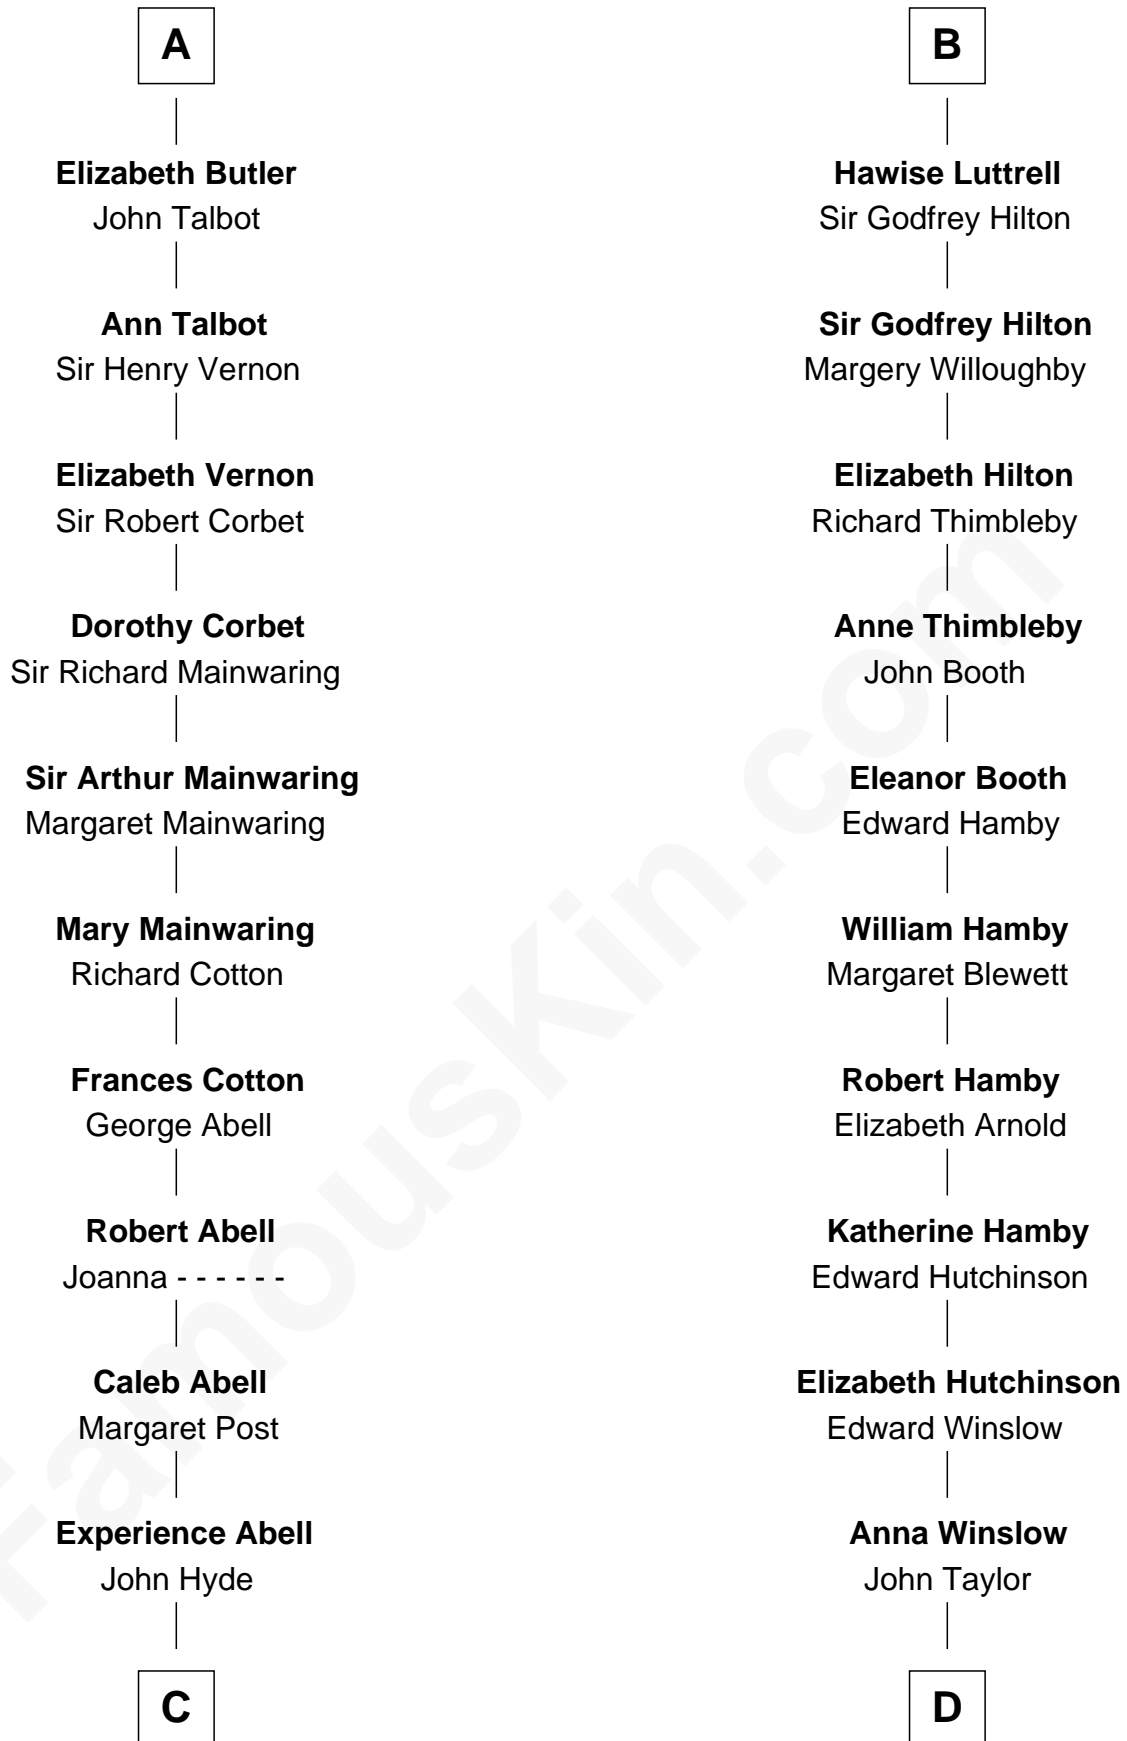 A
Elizabeth Butler
John Talbot
Ann Talbot
Sir Henry Vernon
Elizabeth Vernon
Sir Robert Corbet
Dorothy Corbet
Sir Richard Mainwaring
Sir Arthur Mainwaring
Margaret Mainwaring
Mary Mainwaring
Richard Cotton
Frances Cotton
George Abell
Robert Abell
Joanna - - - - - -
Caleb Abell
Margaret Post
Experience Abell
John Hyde
C
B
Hawise Luttrell
Sir Godfrey Hilton
Sir Godfrey Hilton
Margery Willoughby
Elizabeth Hilton
Richard Thimbleby
Anne Thimbleby
John Booth
Eleanor Booth
Edward Hamby
William Hamby
Margaret Blewett
Robert Hamby
Elizabeth Arnold
Katherine Hamby
Edward Hutchinson
Elizabeth Hutchinson
Edward Winslow
Anna Winslow
John Taylor
D
FamousKin.com